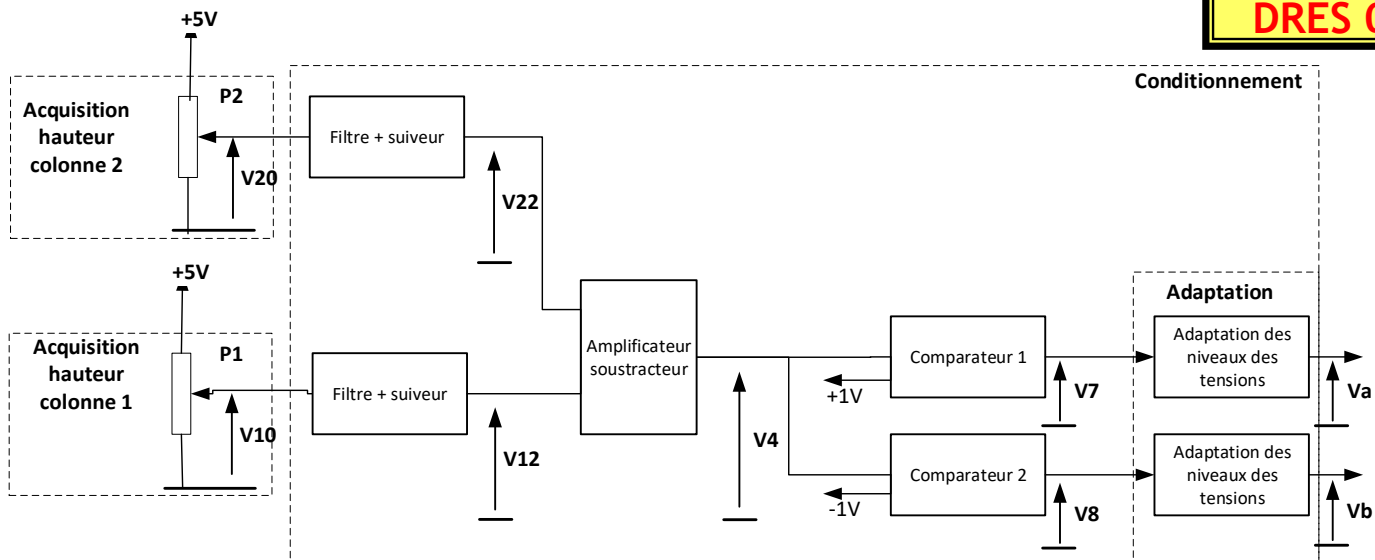 DRES
+5V
Conditionnement
P2
Acquisition
hauteur
colonne 2
Filtre + suiveur
V20
V22
+5V
Adaptation
Acquisition
hauteur
colonne 1
P1
Amplificateur
soustracteur
Comparateur 1
Adaptation des
niveaux des
tensions
Filtre + suiveur
+1V
V7
Va
V10
V12
V4
Comparateur 2
Adaptation des
niveaux des
tensions
-1V
V8
Vb